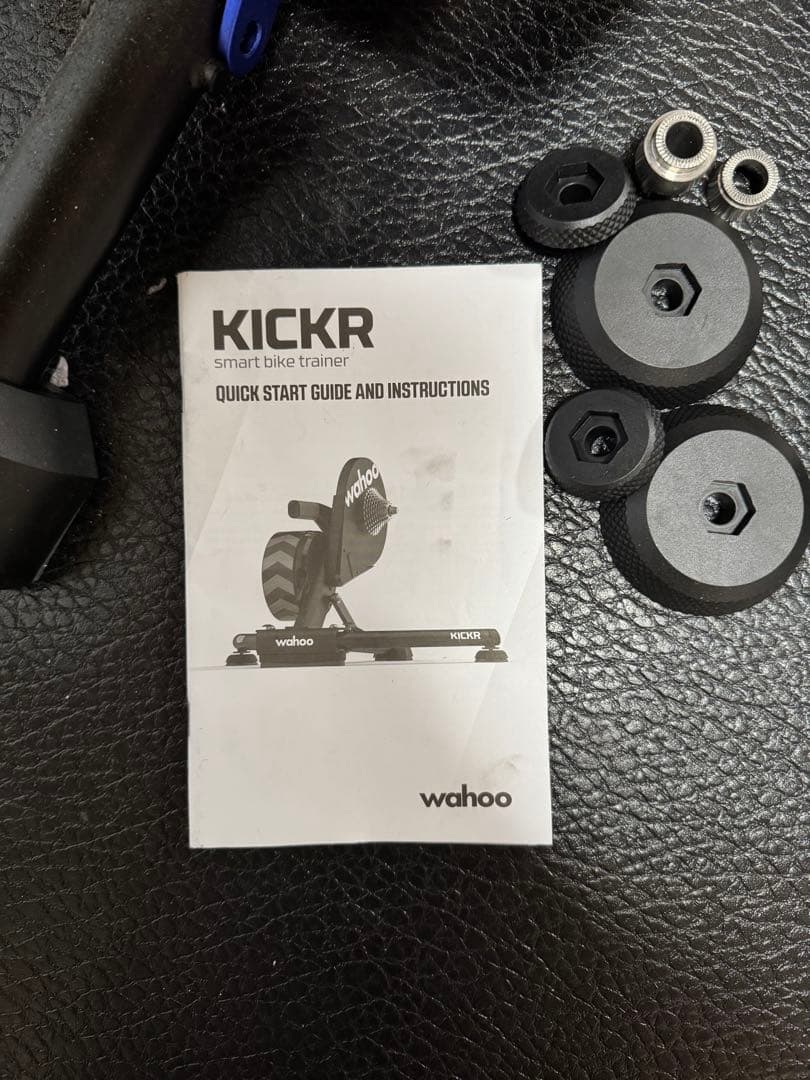 KICKR
smart bike trainer
QUICK START GUIDE AND INSTRUCTIONS
wahoo
wahoo
KICKR
wahoo